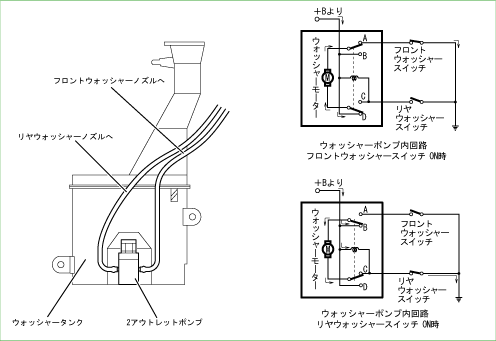 フロントウォッシャーノズルへ
リヤウォッシャーノズルへ
ウォッシャータンク
2アウトレットポンプ
+Bより
ウォッシャーモーター
M
A
B
C
D
フロント
ウォッシャー
スイッチ
リヤ
ウォッシャー
スイッチ
ウォッシャーポンプ内回路
フロントウォッシャースイッチ ON時
+Bより
ウォッシャーモーター
M
A
B
C
D
フロント
ウォッシャー
スイッチ
リヤ
ウォッシャー
スイッチ
ウォッシャーポンプ内回路
リヤウォッシャースイッチ ON時